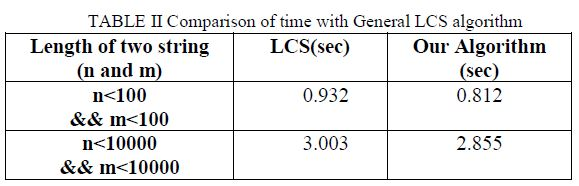 TABLE II Comparison of time with General LCS algorithm
Length of two string (n and m) LCS(sec) Our Algorithm (sec)
n<100 && m<100 0.932 0.812
n<10000 && m<10000 3.003 2.855